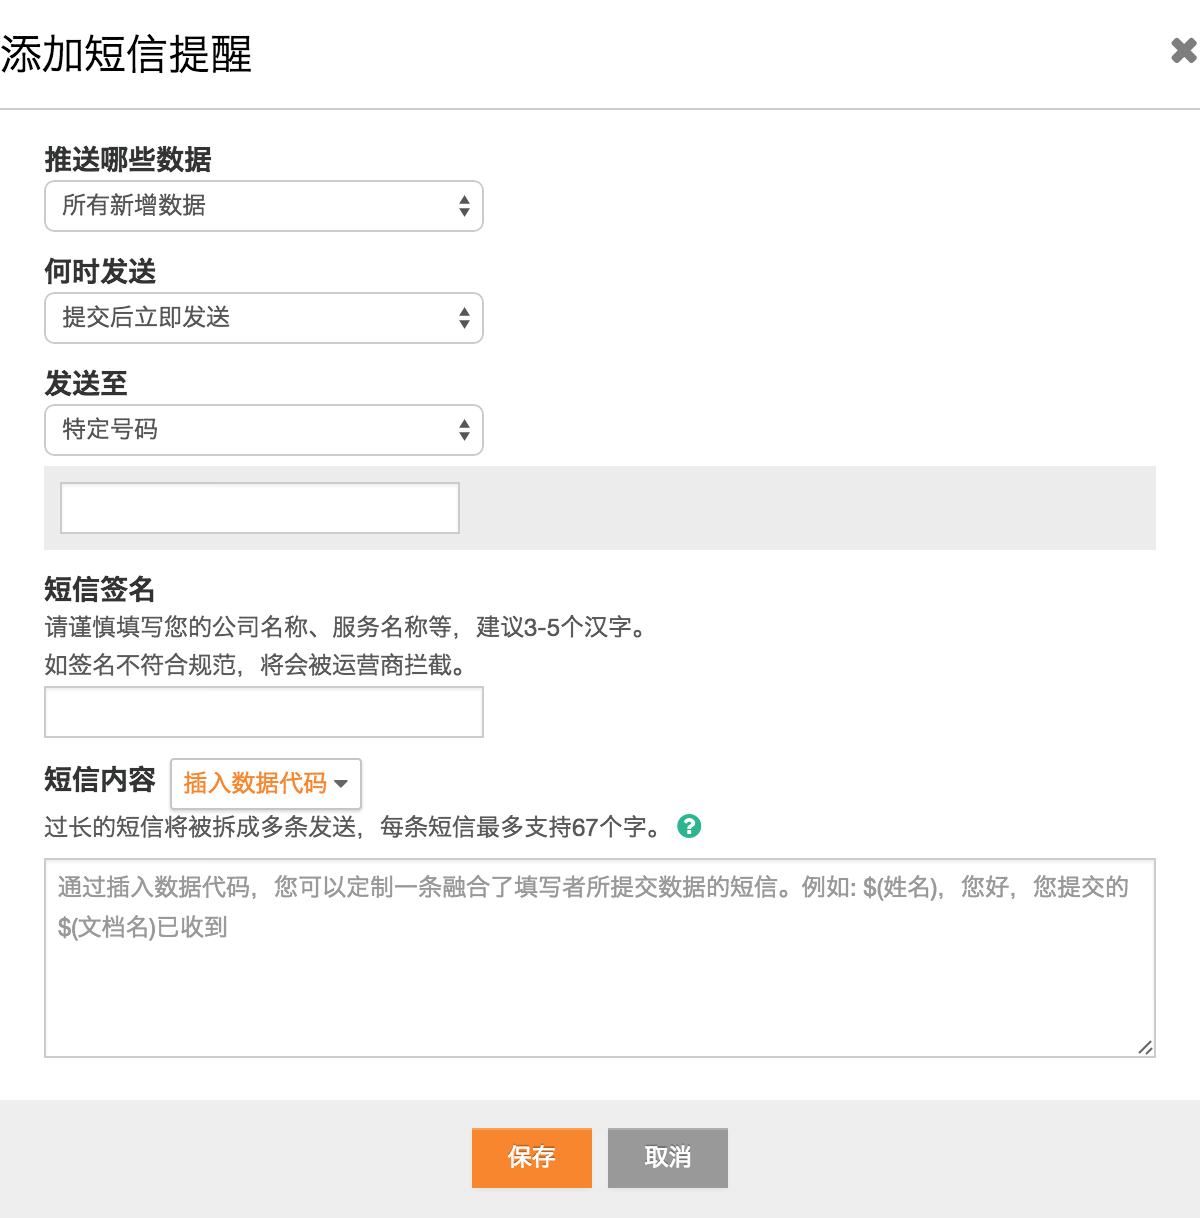 添加短信提醒
推送哪些数据
所有新增数据
何时发送
提交后立即发送
发送至
特定号码
短信签名
请谨慎填写您的公司名称、服务名称等，建议3-5个汉字。
如签名不符合规范，将会被运营商拦截。
短信内容 插入数据代码
过长的短信将被拆成多条发送，每条短信最多支持67个字。 ?
通过插入数据代码，您可以定制一条融合了填写者所提交数据的短信。例如: $(姓名)，您好，您提交的
$(文档名)已收到
保存 取消